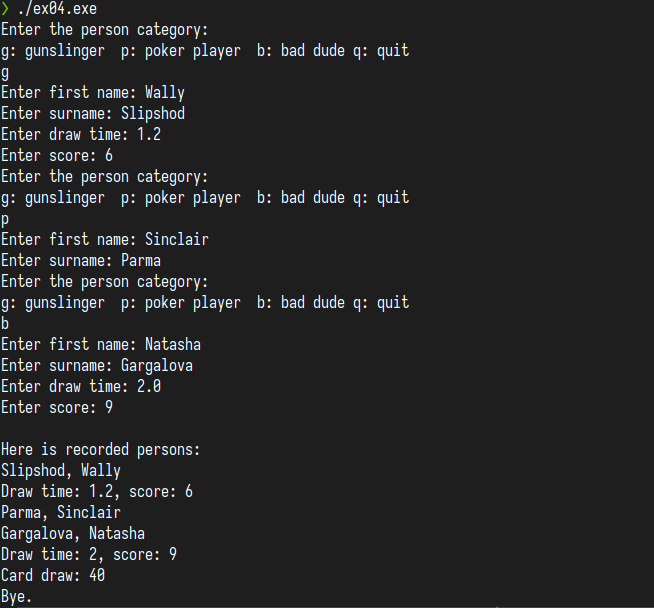 ❯ ./ex04.exe
Enter the person category:
g: gunslinger  p: poker player  b: bad dude q: quit
g
Enter first name: Wally
Enter surname: Slipshod
Enter draw time: 1.2
Enter score: 6
Enter the person category:
g: gunslinger  p: poker player  b: bad dude q: quit
p
Enter first name: Sinclair
Enter surname: Parma
Enter the person category:
g: gunslinger  p: poker player  b: bad dude q: quit
b
Enter first name: Natasha
Enter surname: Gargalova
Enter draw time: 2.0
Enter score: 9
Here is recorded persons:
Slipshod, Wally
Draw time: 1.2, score: 6
Parma, Sinclair
Gargalova, Natasha
Draw time: 2, score: 9
Card draw: 40
Bye.